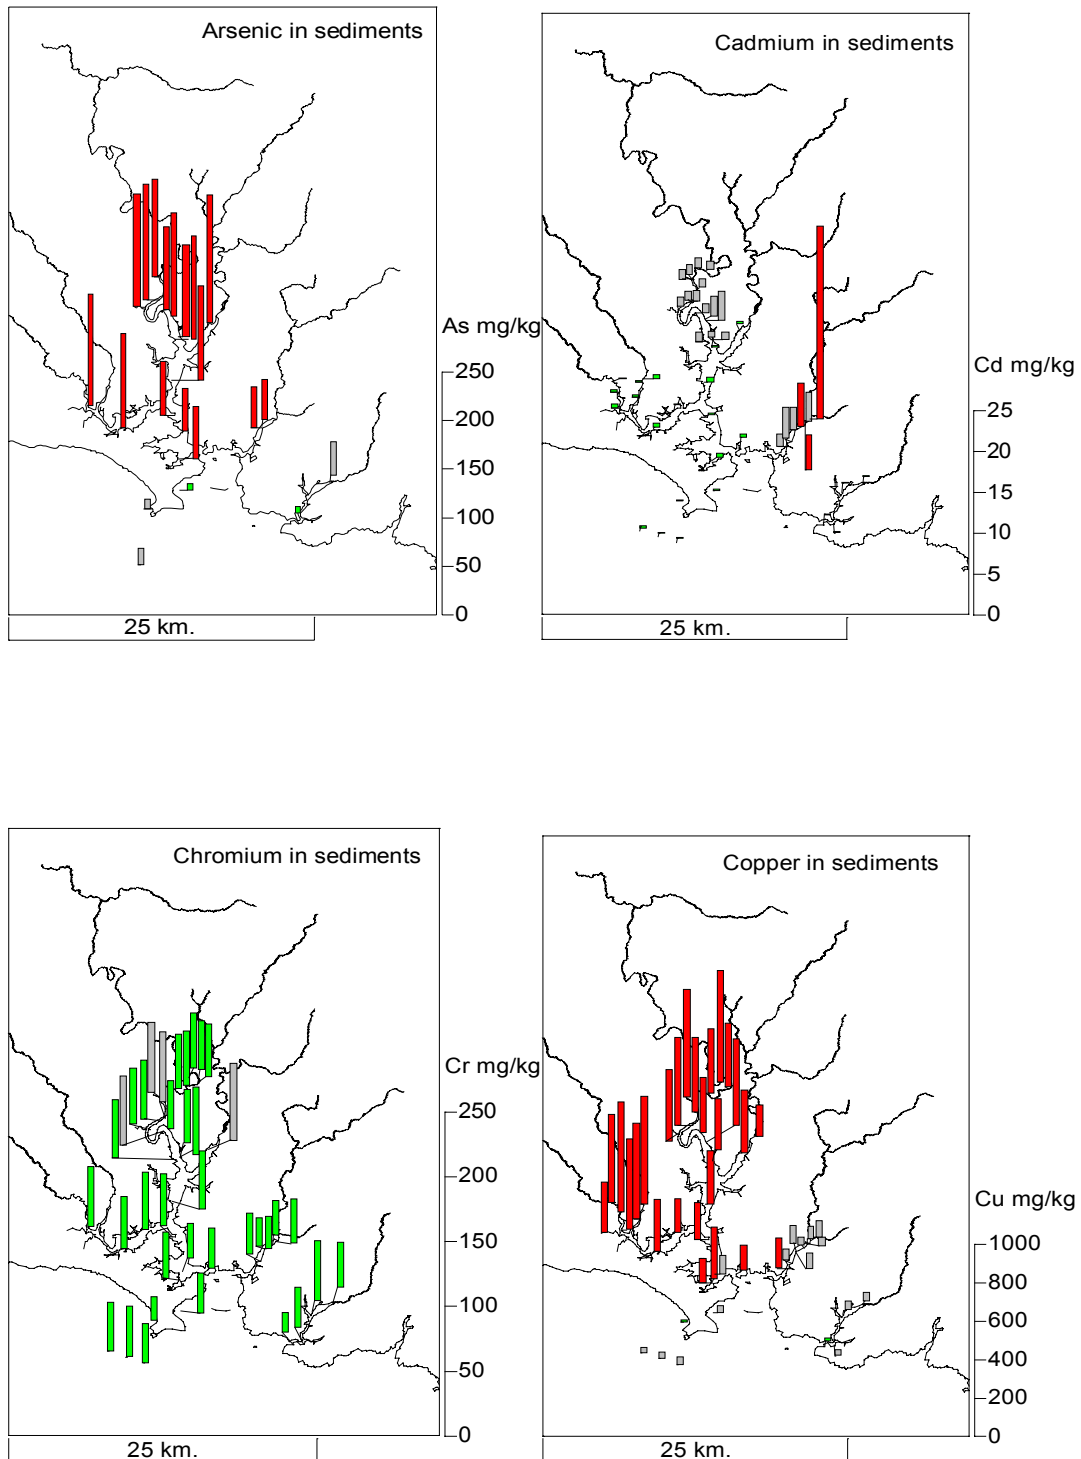 Arsenic in sediments
As mg/kg
250
200
150
100
50
0
25 km.
Cadmium in sediments
Cd mg/kg
25
20
15
10
5
0
25 km.
Chromium in sediments
Cr mg/kg
250
200
150
100
50
0
25 km.
Copper in sediments
Cu mg/kg
1000
800
600
400
200
0
25 km.